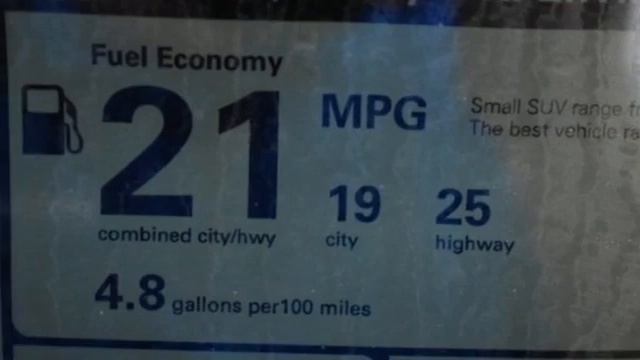 Fuel Economy
21 MPG
Small SUV range
The best vehicle
19 25
combined city/hwy city highway
4.8 gallons per100 miles